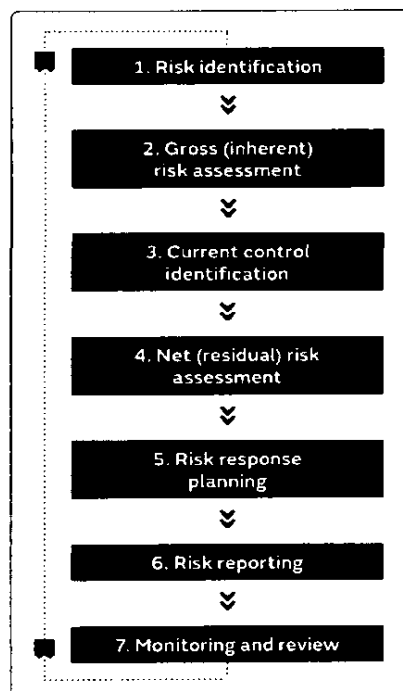 1. Risk identification
2. Gross (inherent)
risk assessment
3. Current control
identification
4. Net (residual) risk
assessment
5. Risk response
planning
6. Risk reporting
7. Monitoring and review